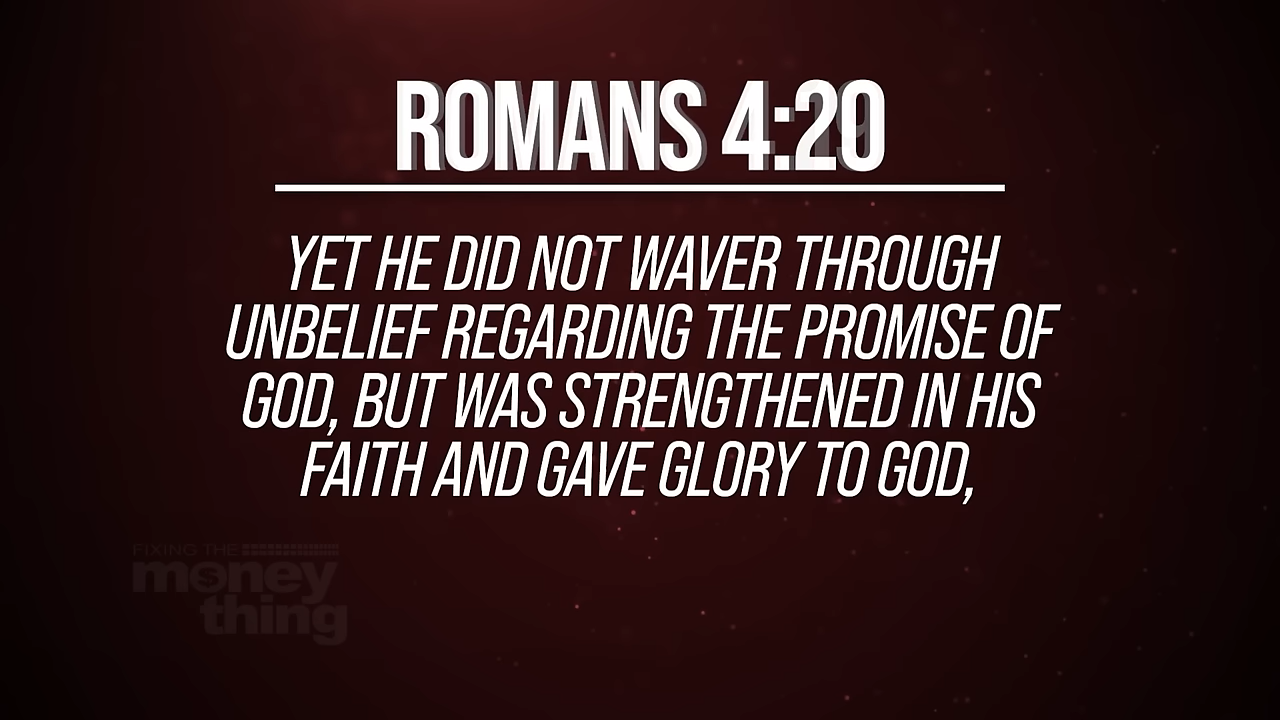 ROMANS 4:20
YET HE DID NOT WAVER THROUGH
UNBELIEF REGARDING THE PROMISE OF
GOD, BUT WAS STRENGTHENED IN HIS
FAITH AND GAVE GLORY TO GOD,
FIXING THE
money
thing